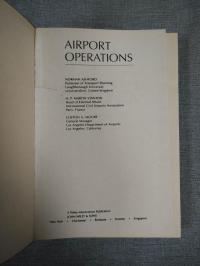 AIRPORT
OPERATIONS
NORMAN ASHFORD
Professor of Transport Planning
Loughborough University
Loughborough, United Kingdom
H. P. MARTIN STANTON
Head of External Affairs
International Civil Airports Association
Paris, France
CLIFTON A. MOORE
General Manager
Los Angeles Department of Airports
Los Angeles, California
A Wiley-Interscience Publication
JOHN WILEY & SONS
New York • Chichester • Brisbane • Toronto • Singapore